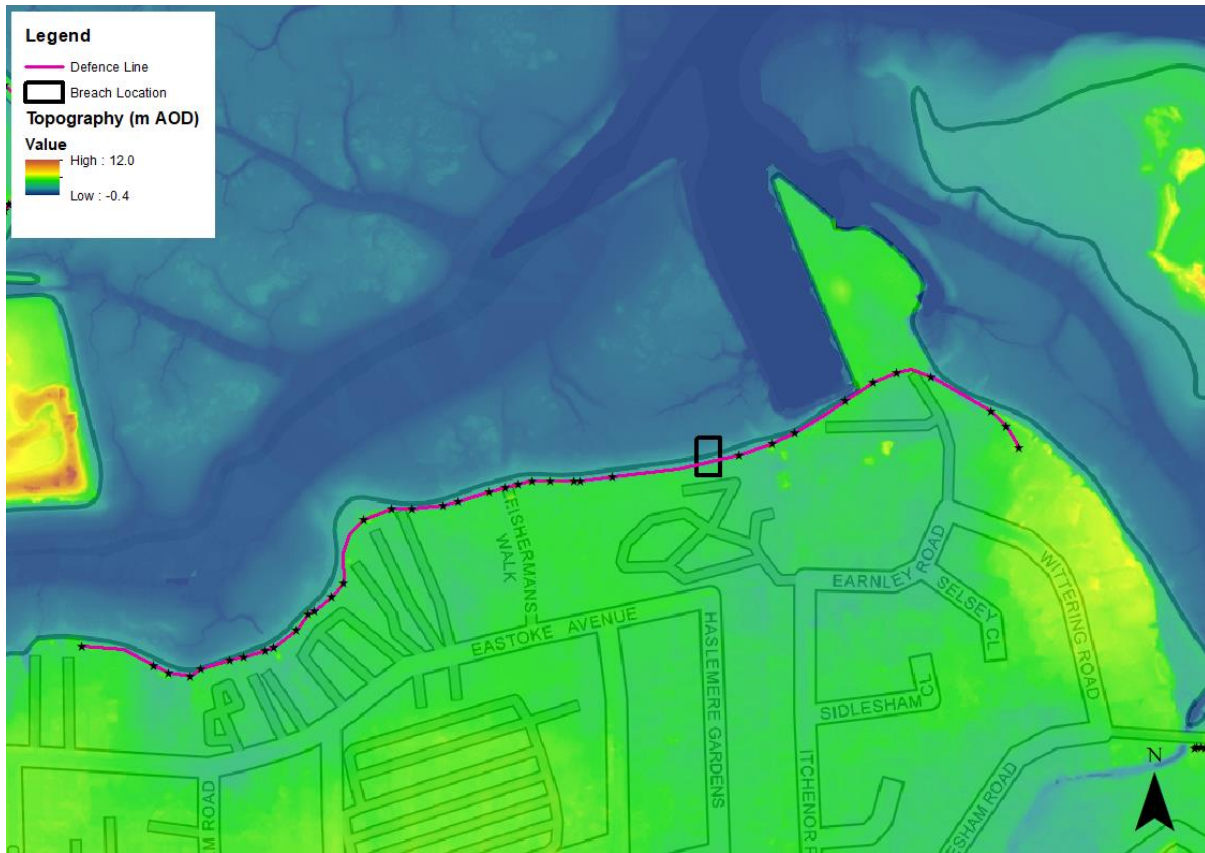 Legend
Defence Line
Breach Location
Topography (m AOD)
Value
High : 12.0
Low : -0.4
FISHERMANS
WALK
EASTOKE AVENUE
HASLEMERE GARDENS
EARNLEY ROAD
SELSEY CL
WITTERING ROAD
SIDLESHAM
CL
ITCHENOR
M ROAD
ESHAM ROAD
N